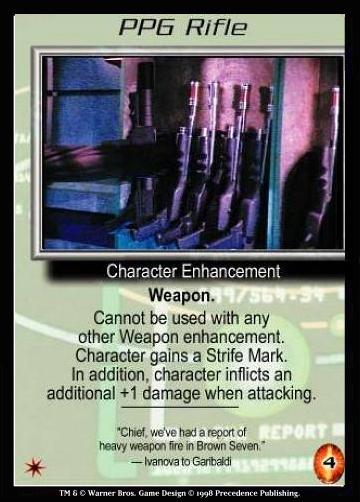 PPG Rifle
Character Enhancement
Weapon.
Cannot be used with any
other Weapon enhancement.
Character gains a Strife Mark.
In addition, character inflicts an
additional +1 damage when attacking.
"Chief, we've had a report of
heavy weapon fire in Brown Seven."
— Ivanova to Garibaldi
4
TM & © Warner Bros. Game Design © 1998 Precedence Publishing.